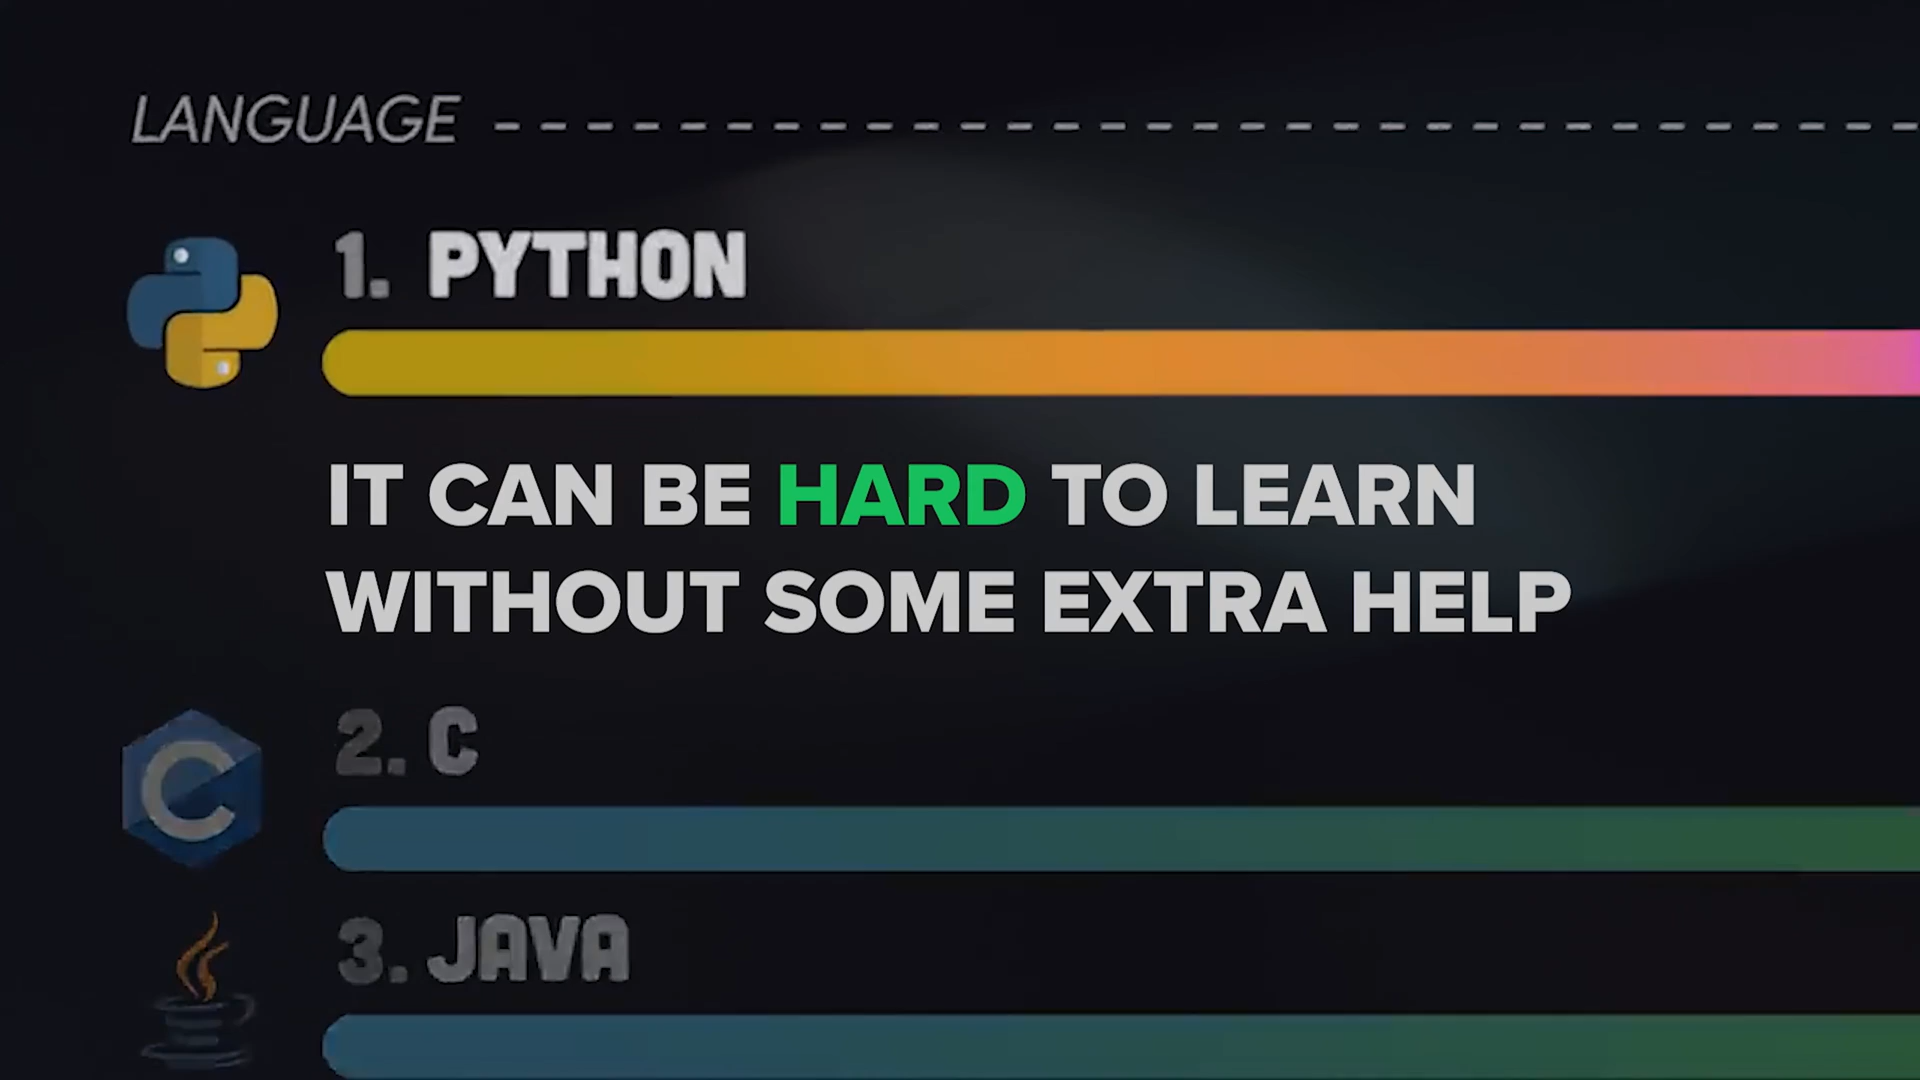 LANGUAGE
1. PYTHON
IT CAN BE HARD TO LEARN
WITHOUT SOME EXTRA HELP
C
2. C
3. JAVA